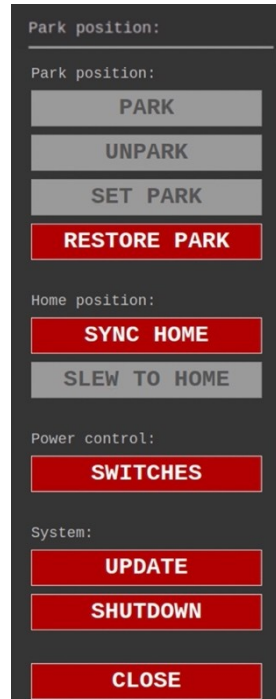 Park position:
Park position:
PARK
UNPARK
SET PARK
RESTORE PARK
Home position:
SYNC HOME
SLEW TO HOME
Power control:
SWITCHES
System:
UPDATE
SHUTDOWN
CLOSE